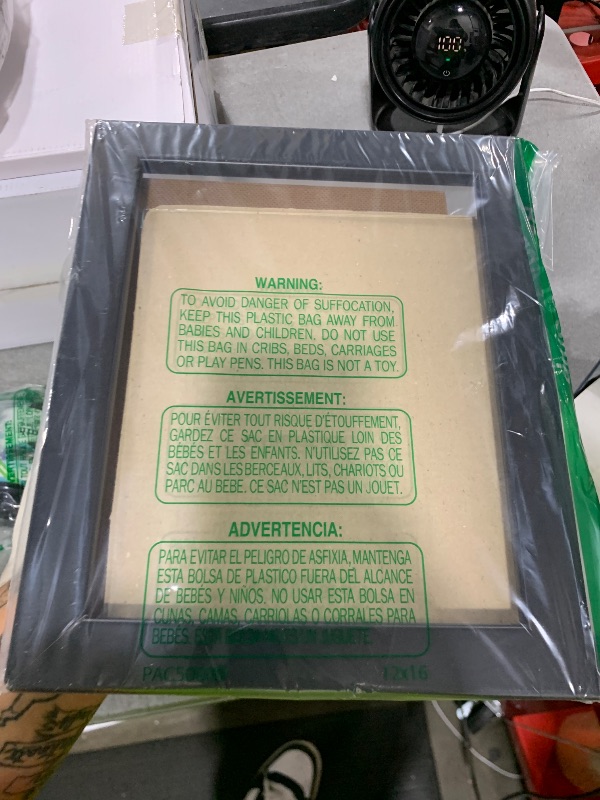 100
WARNING:
TO AVOID DANGER OF SUFFOCATION,
KEEP THIS PLASTIC BAG AWAY FROM
BABIES AND CHILDREN. DO NOT USE
THIS BAG IN CRIBS, BEDS, CARRIAGES
OR PLAY PENS. THIS BAG IS NOT A TOY.
AVERTISSEMENT:
POUR ÉVITER TOUT RISQUE D'ÉTOUFFEMENT,
GARDEZ CE SAC EN PLASTIQUE LOIN DES
BÉBÉS ET LES ENFANTS. N'UTILISEZ PAS CE
SAC DANS LES BERCEAUX, LITS, CHARIOTS OU
PARC AU BEBE. CE SAC N'EST PAS UN JOUET.
ADVERTENCIA:
PARA EVITAR EL PELIGRO DE ASFIXIA, MANTENGA
ESTA BOLSA DE PLASTICO FUERA DEL ALCANCE
DE BEBÉS Y NIÑOS, NO USAR ESTA BOLSA EN
CUNAS, CAMAS, CARRIOLAS O CORRALES PARA
BEBÉS. ESTA BOLSA NO ES UN JUGUETE.
12x16